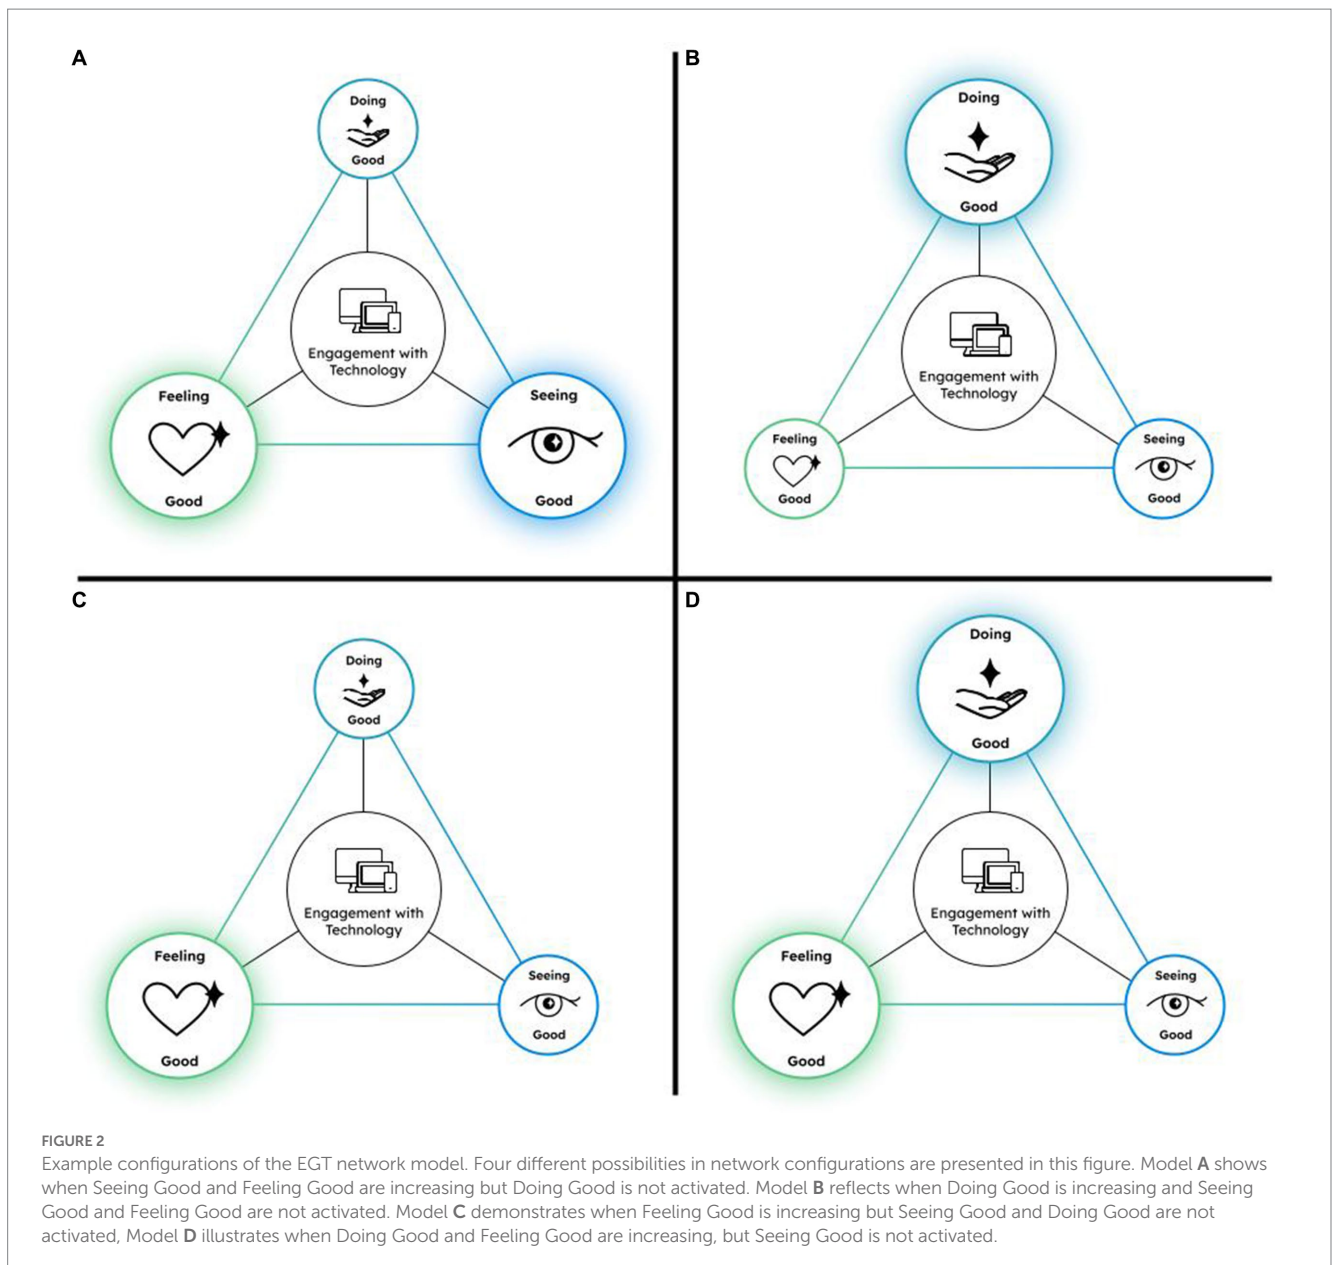 A
Doing
Good
Engagement with
Technology
Feeling
Good
Seeing
Good
B
Doing
Good
Engagement with
Technology
Feeling
Good
Seeing
Good
C
Doing
Good
Engagement with
Technology
Feeling
Good
Seeing
Good
D
Doing
Good
Engagement with
Technology
Feeling
Good
Seeing
Good
FIGURE 2
Example configurations of the EGT network model. Four different possibilities in network configurations are presented in this figure. Model A shows
when Seeing Good and Feeling Good are increasing but Doing Good is not activated. Model B reflects when Doing Good is increasing and Seeing
Good and Feeling Good are not activated. Model C demonstrates when Feeling Good is increasing but Seeing Good and Doing Good are not
activated, Model D illustrates when Doing Good and Feeling Good are increasing, but Seeing Good is not activated.